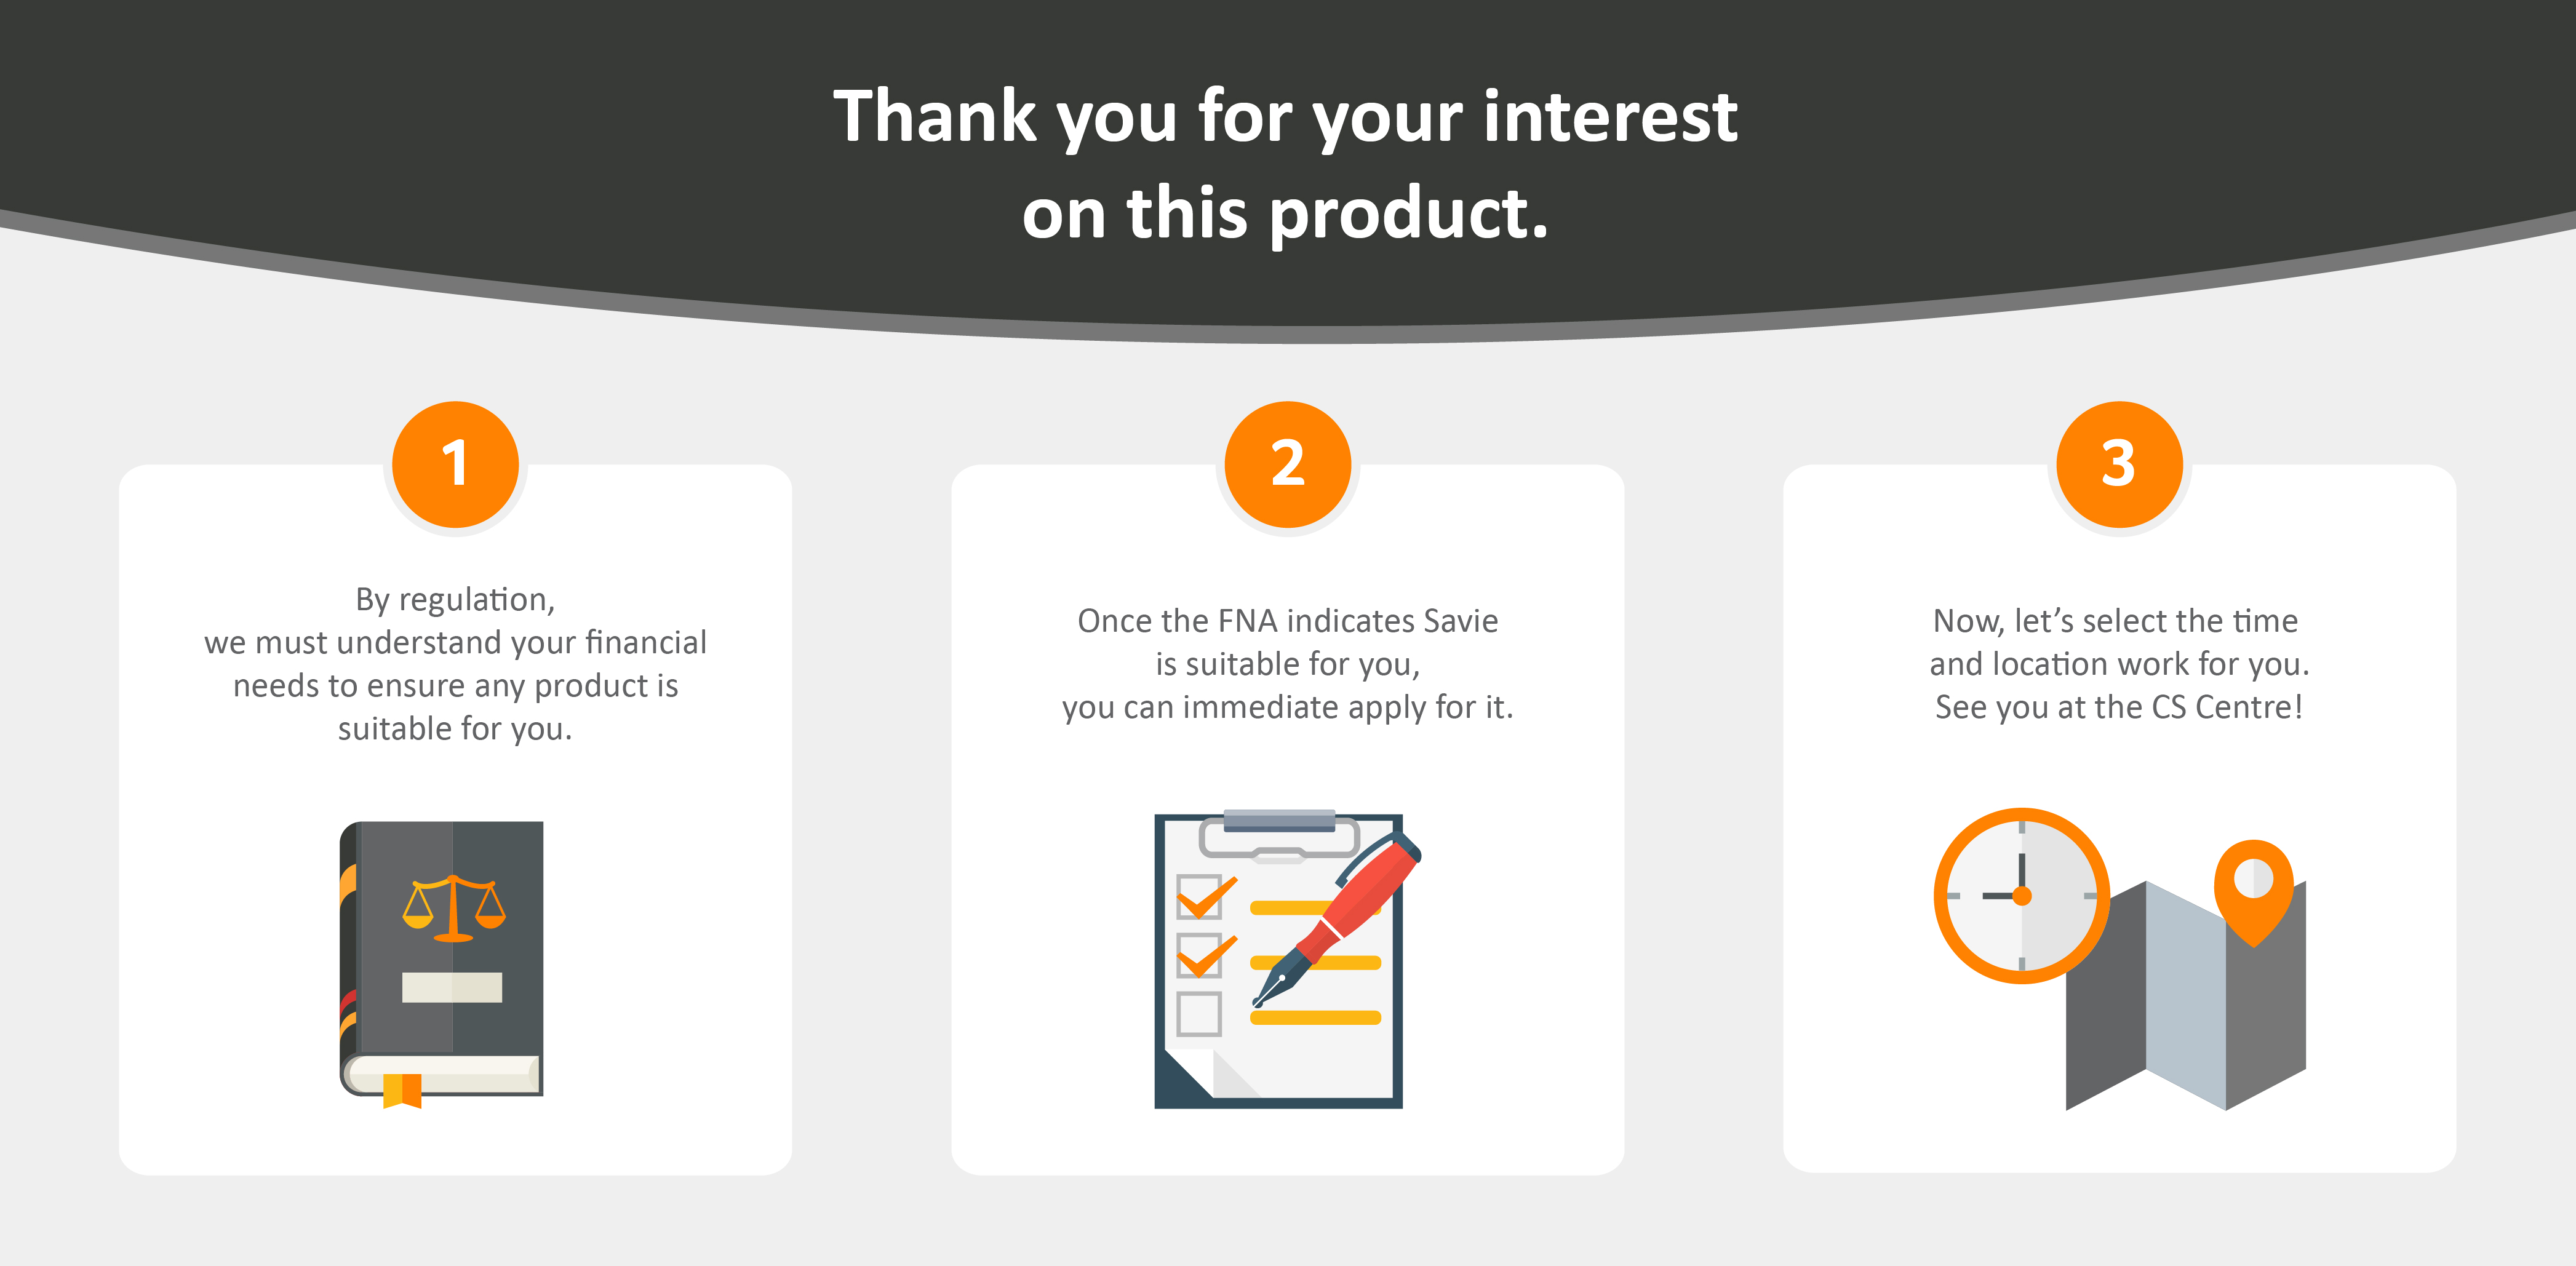 Thank you for your interest
on this product.
1
By regulation,
we must understand your financial
needs to ensure any product is
suitable for you.
2
Once the FNA indicates Savie
is suitable for you,
you can immediate apply for it.
3
Now, let’s select the time
and location work for you.
See you at the CS Centre!